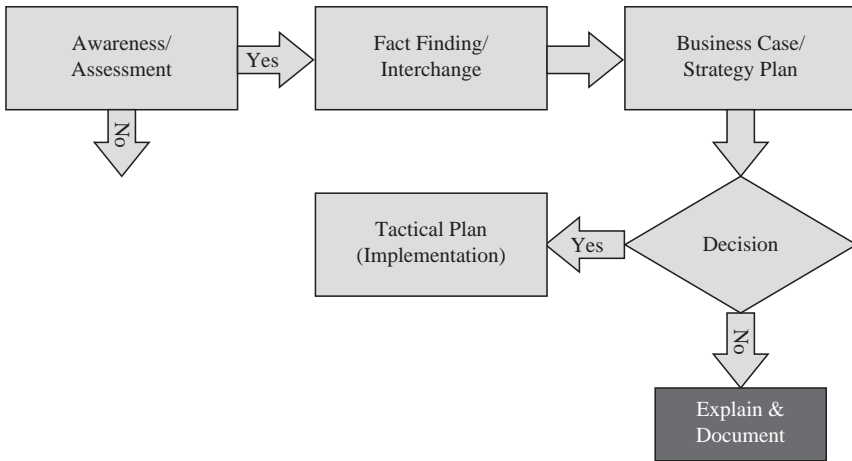 Awareness/
Assessment
Yes
Fact Finding/
Interchange
Business Case/
Strategy Plan
No
Tactical Plan
(Implementation)
Yes
Decision
No
Explain &
Document